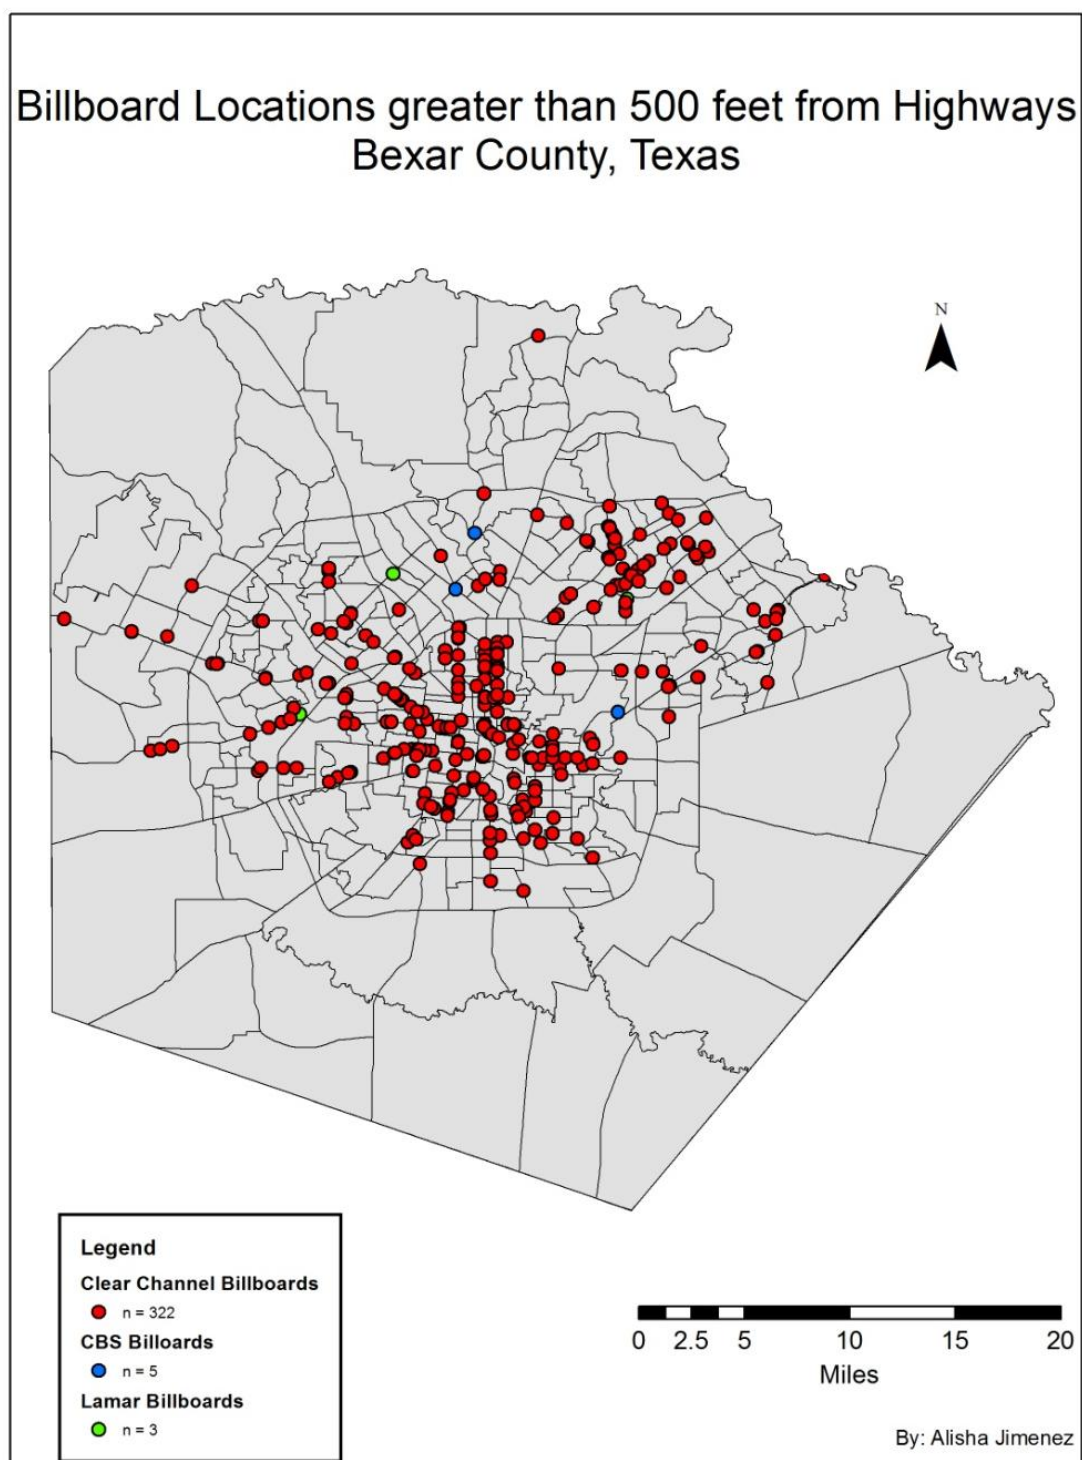 Billboard Locations greater than 500 feet from Highways
Bexar County, Texas
N
Legend
Clear Channel Billboards
n = 322
CBS Billoards
n = 5
Lamar Billboards
n = 3
0 2.5 5 10 15 20
Miles
By: Alisha Jimenez